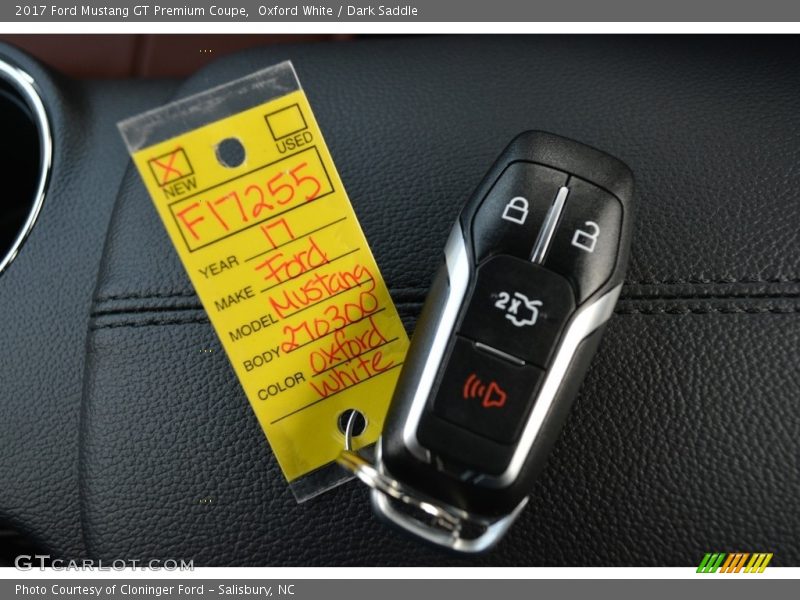 2017 Ford Mustang GT Premium Coupe,  Oxford White / Dark Saddle
NEW
USED
F17255
YEAR 17
MAKE Ford
MODEL Mustang
BODY 270300
COLOR Oxford
White
2x
GTCARLOT.COM
Photo Courtesy of Cloninger Ford - Salisbury, NC